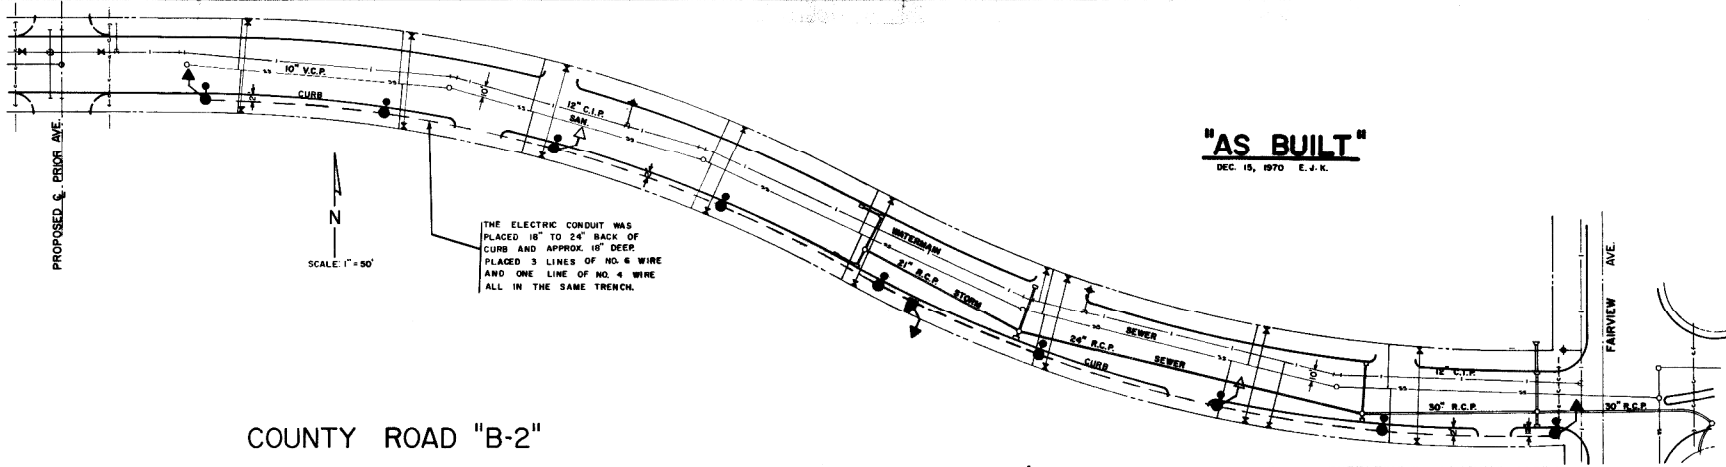 10" V.C.P.
CURB
2'
10'
12" C.I.P.
SAN.
"AS BUILT"
DEC. 15, 1970 E.J.K.
PROPOSED ℄ PRIOR AVE.
N
SCALE: 1" = 50'
THE ELECTRIC CONDUIT WAS
PLACED 18" TO 24" BACK OF
CURB AND APPROX. 18" DEEP.
PLACED 3 LINES OF NO. 6 WIRE
AND ONE LINE OF NO. 4 WIRE
ALL IN THE SAME TRENCH.
WATERMAIN
21" R.C.P. STORM
SEWER
24" R.C.P. SEWER
CURB
10'
12" C.I.P.
30" R.C.P.
30" R.C.P.
FAIRVIEW AVE.
COUNTY ROAD "B-2"